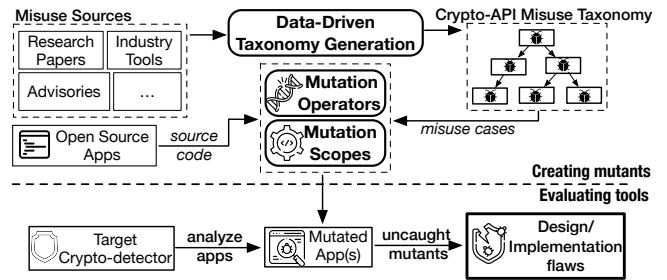 Misuse Sources
Research
Papers
Industry
Tools
Advisories
...
Data-Driven
Taxonomy Generation
Crypto-API Misuse Taxonomy
Mutation
Operators
</>
Mutation
Scopes
Open Source
Apps
source
code
misuse cases
Creating mutants
Evaluating tools
Target
Crypto-detector
analyze
apps
Mutated
App(s)
uncaught
mutants
Design/
Implementation
flaws